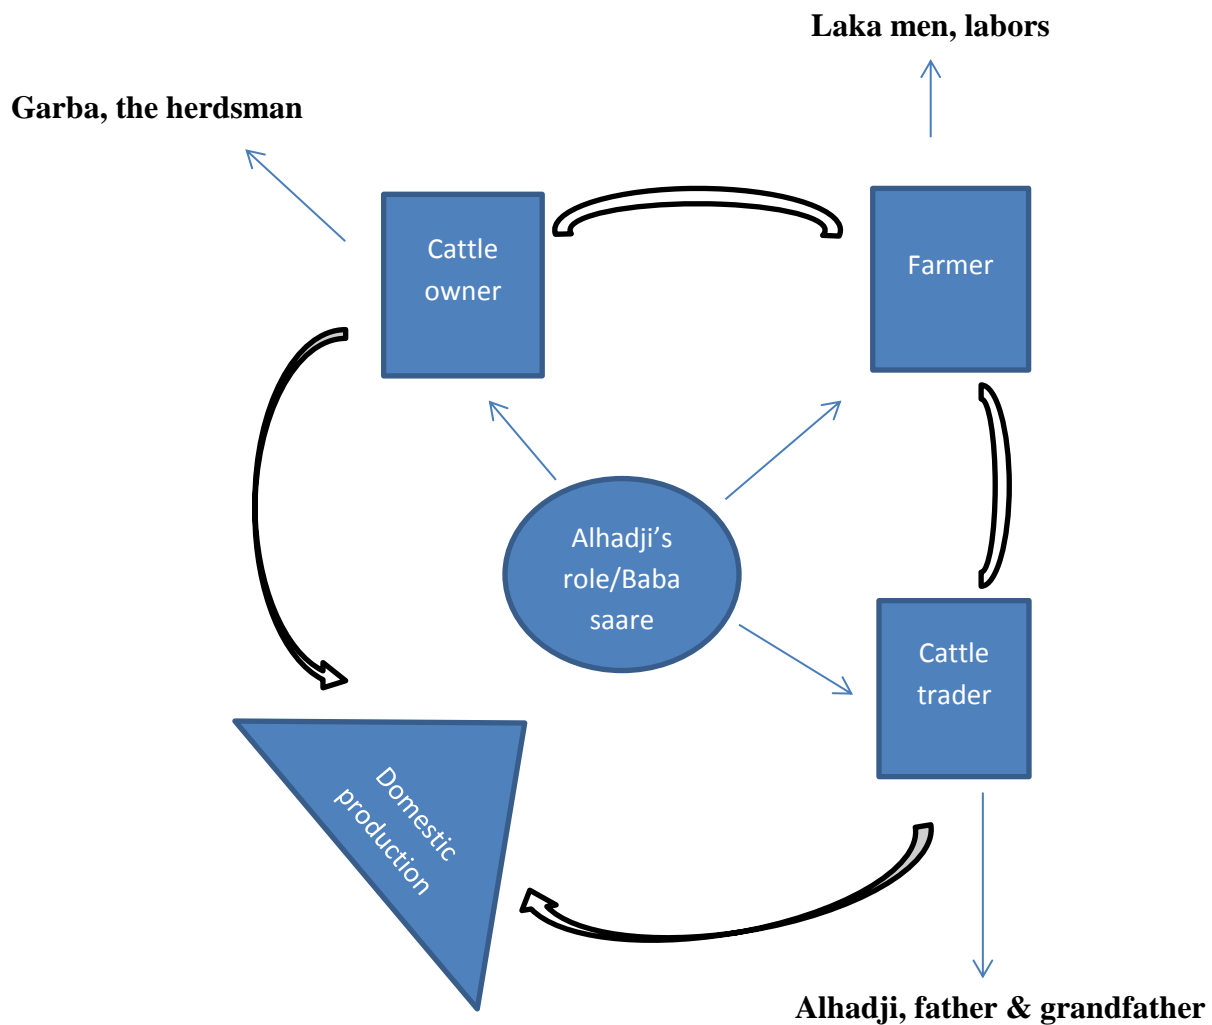 Laka men, labors
Garba, the herdsman
Cattle
owner
Farmer
Alhadji’s
role/Baba
saare
Cattle
trader
Domestic
production
Alhadji, father & grandfather